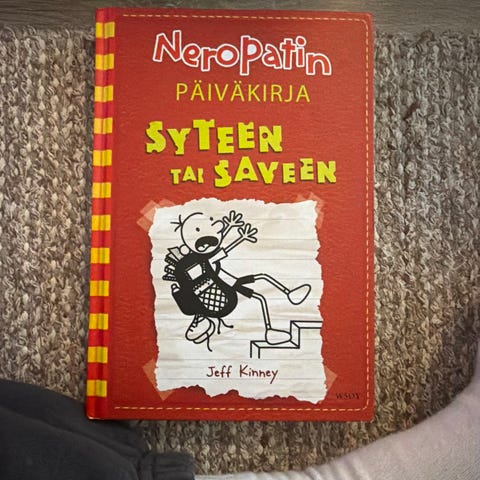 Neropatin
PÄIVÄKIRJA
SYTEEN
TAI SAVEEN
Jeff Kinney
WSOY